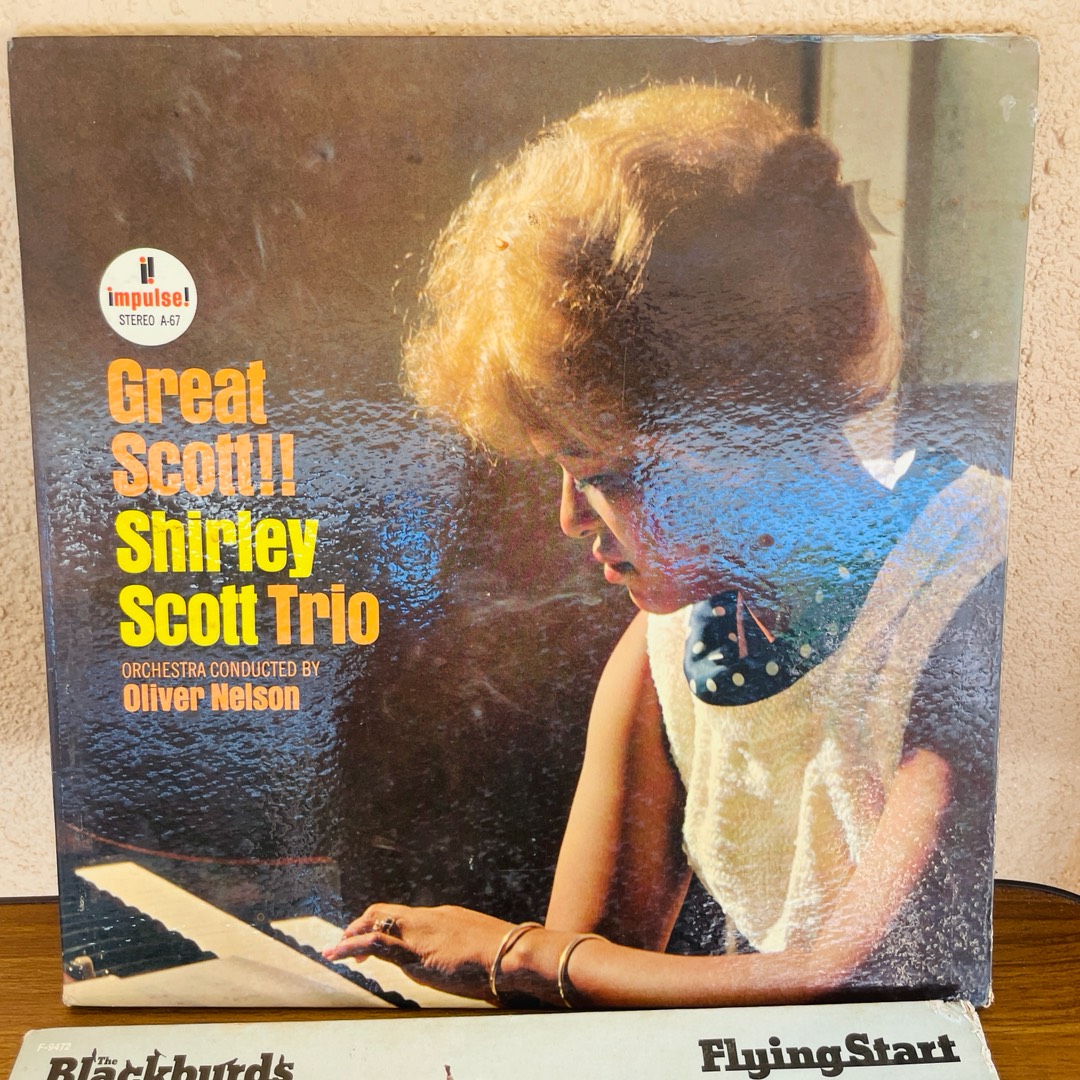 impulse!
STEREO A-67
Great
Scott!!
Shirley
Scott Trio
ORCHESTRA CONDUCTED BY
Oliver Nelson
F-9472
The
Blackbyrds
Flying Start